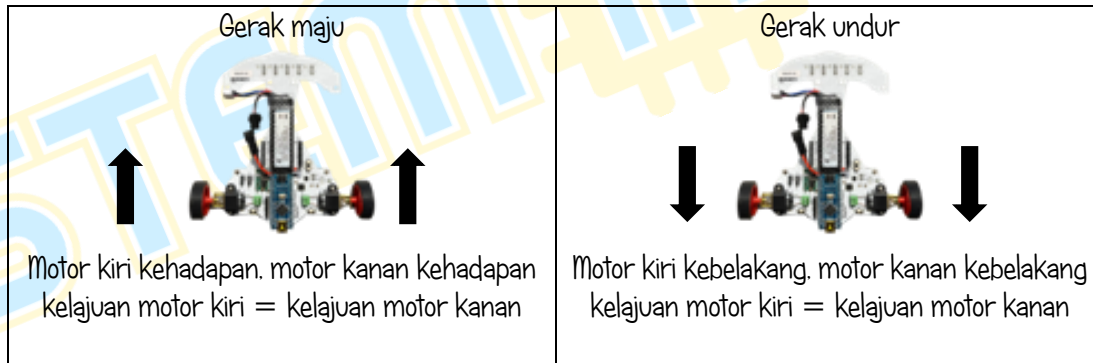 Gerak maju
Motor kiri kehadapan. motor kanan kehadapan
kelajuan motor kiri = kelajuan motor kanan
Gerak undur
Motor kiri kebelakang. motor kanan kebelakang
kelajuan motor kiri = kelajuan motor kanan